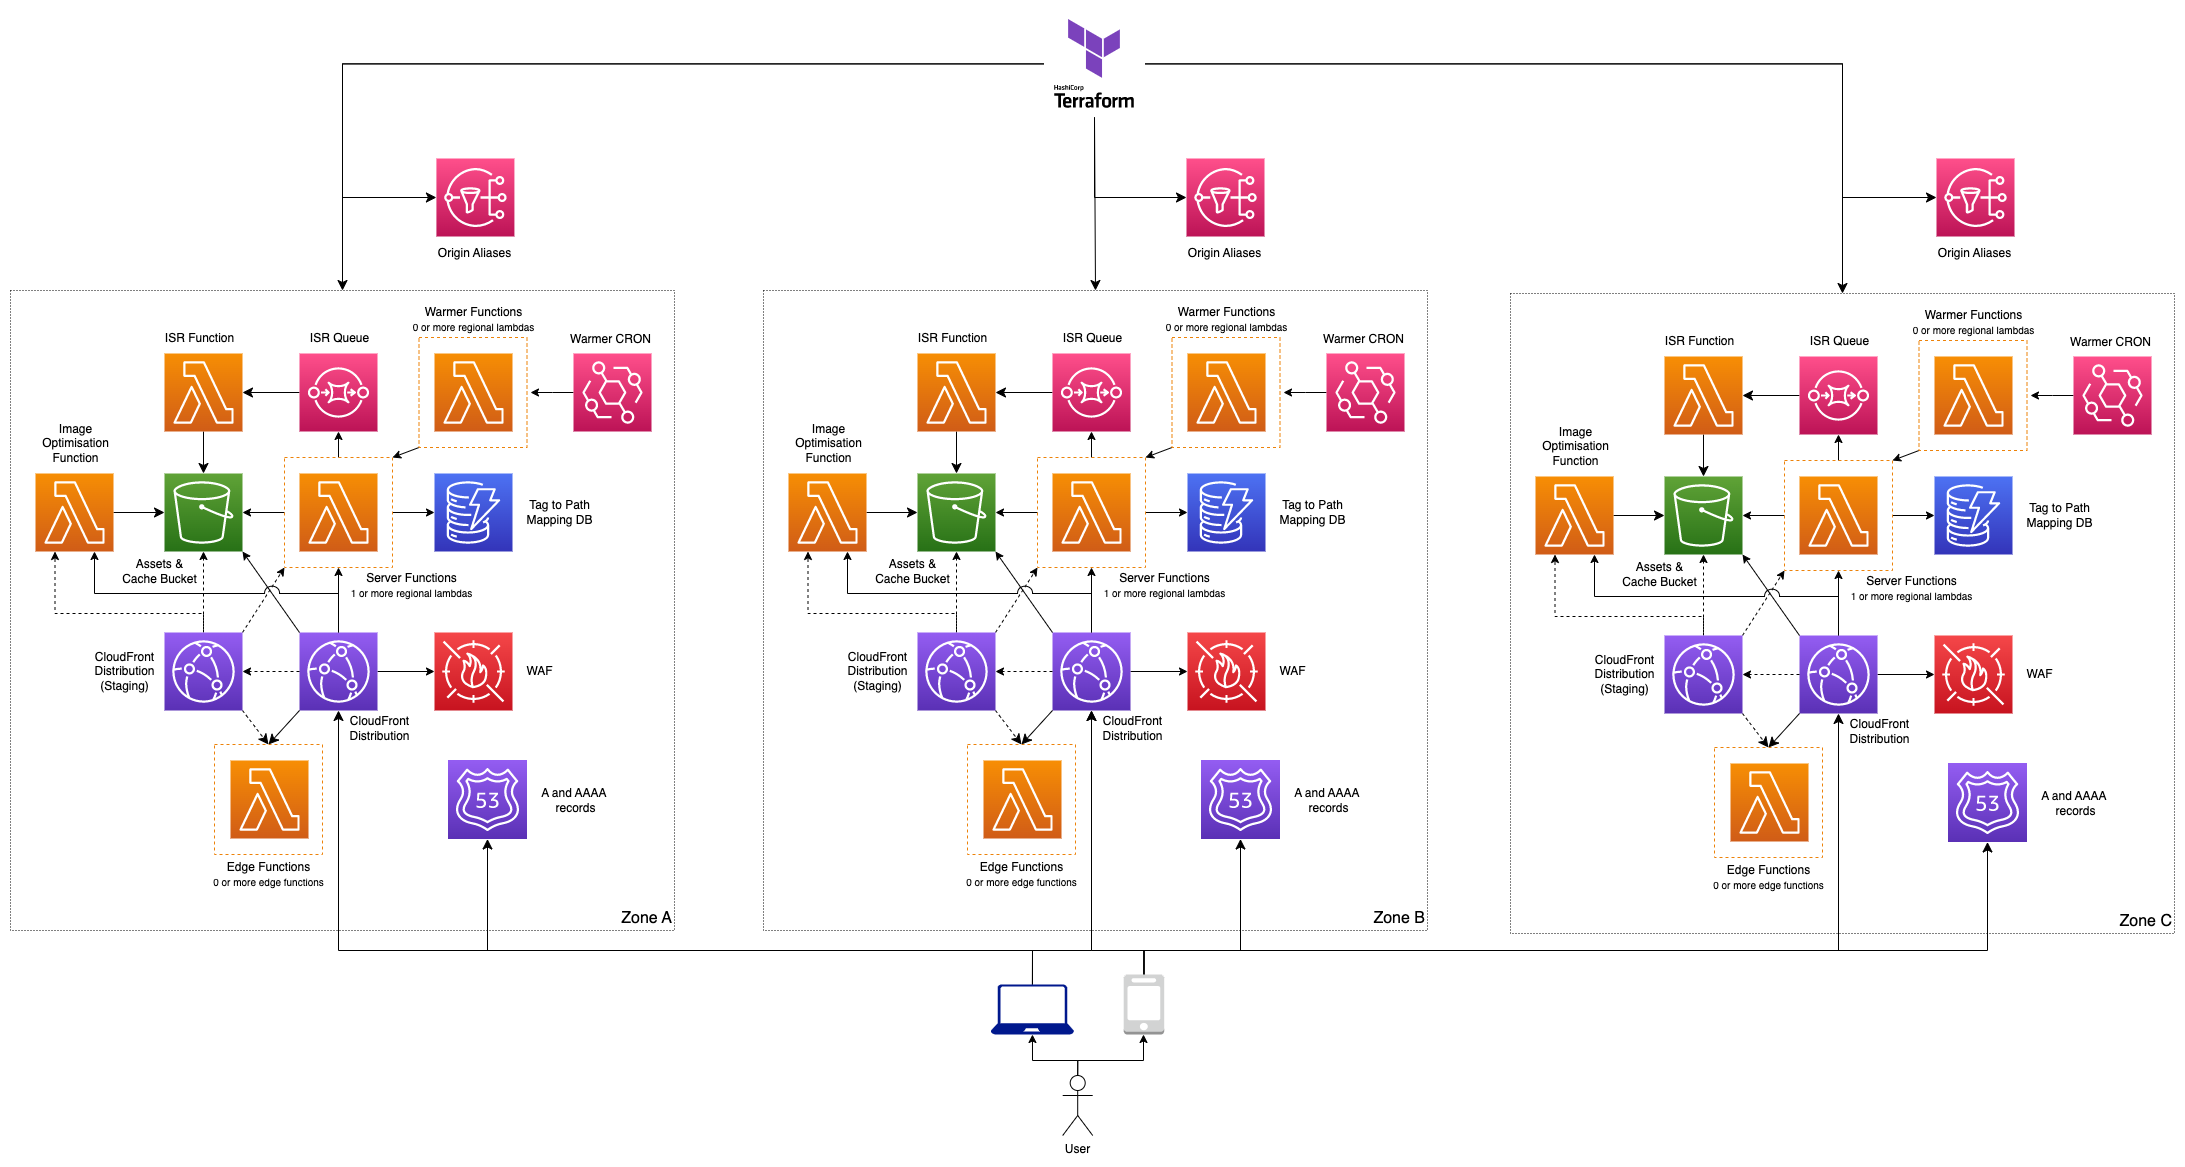 HashiCorp
Terraform
Origin Aliases
Origin Aliases
Origin Aliases
Warmer Functions
0 or more regional lambdas
ISR Function
ISR Queue
Warmer CRON
Image
Optimisation
Function
Tag to Path
Mapping DB
Assets &
Cache Bucket
Server Functions
1 or more regional lambdas
CloudFront
Distribution
(Staging)
WAF
CloudFront
Distribution
53
A and AAAA
records
Edge Functions
0 or more edge functions
Zone A
Warmer Functions
0 or more regional lambdas
ISR Function
ISR Queue
Warmer CRON
Image
Optimisation
Function
Tag to Path
Mapping DB
Assets &
Cache Bucket
Server Functions
1 or more regional lambdas
CloudFront
Distribution
(Staging)
WAF
CloudFront
Distribution
53
A and AAAA
records
Edge Functions
0 or more edge functions
Zone B
Warmer Functions
0 or more regional lambdas
ISR Function
ISR Queue
Warmer CRON
Image
Optimisation
Function
Tag to Path
Mapping DB
Assets &
Cache Bucket
Server Functions
1 or more regional lambdas
CloudFront
Distribution
(Staging)
WAF
CloudFront
Distribution
53
A and AAAA
records
Edge Functions
0 or more edge functions
Zone C
User